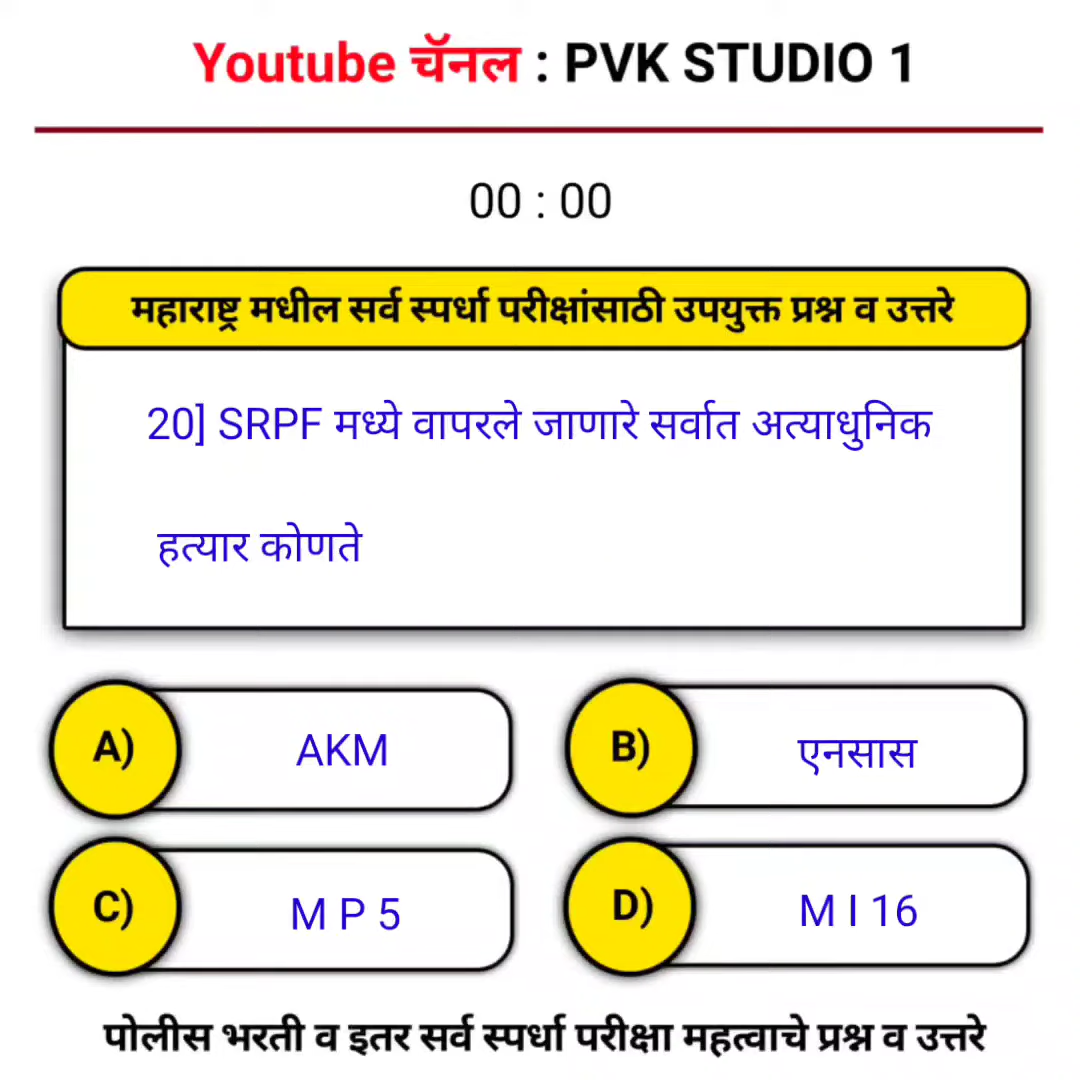 Youtube चॅनल : PVK STUDIO 1
00 : 00
महाराष्ट्र मधील सर्व स्पर्धा परीक्षांसाठी उपयुक्त प्रश्न व उत्तरे
20] SRPF मध्ये वापरले जाणारे सर्वात अत्याधुनिक
हत्यार कोणते
A) AKM
B) एनसास
C) M P 5
D) M I 16
पोलीस भरती व इतर सर्व स्पर्धा परीक्षा महत्वाचे प्रश्न व उत्तरे